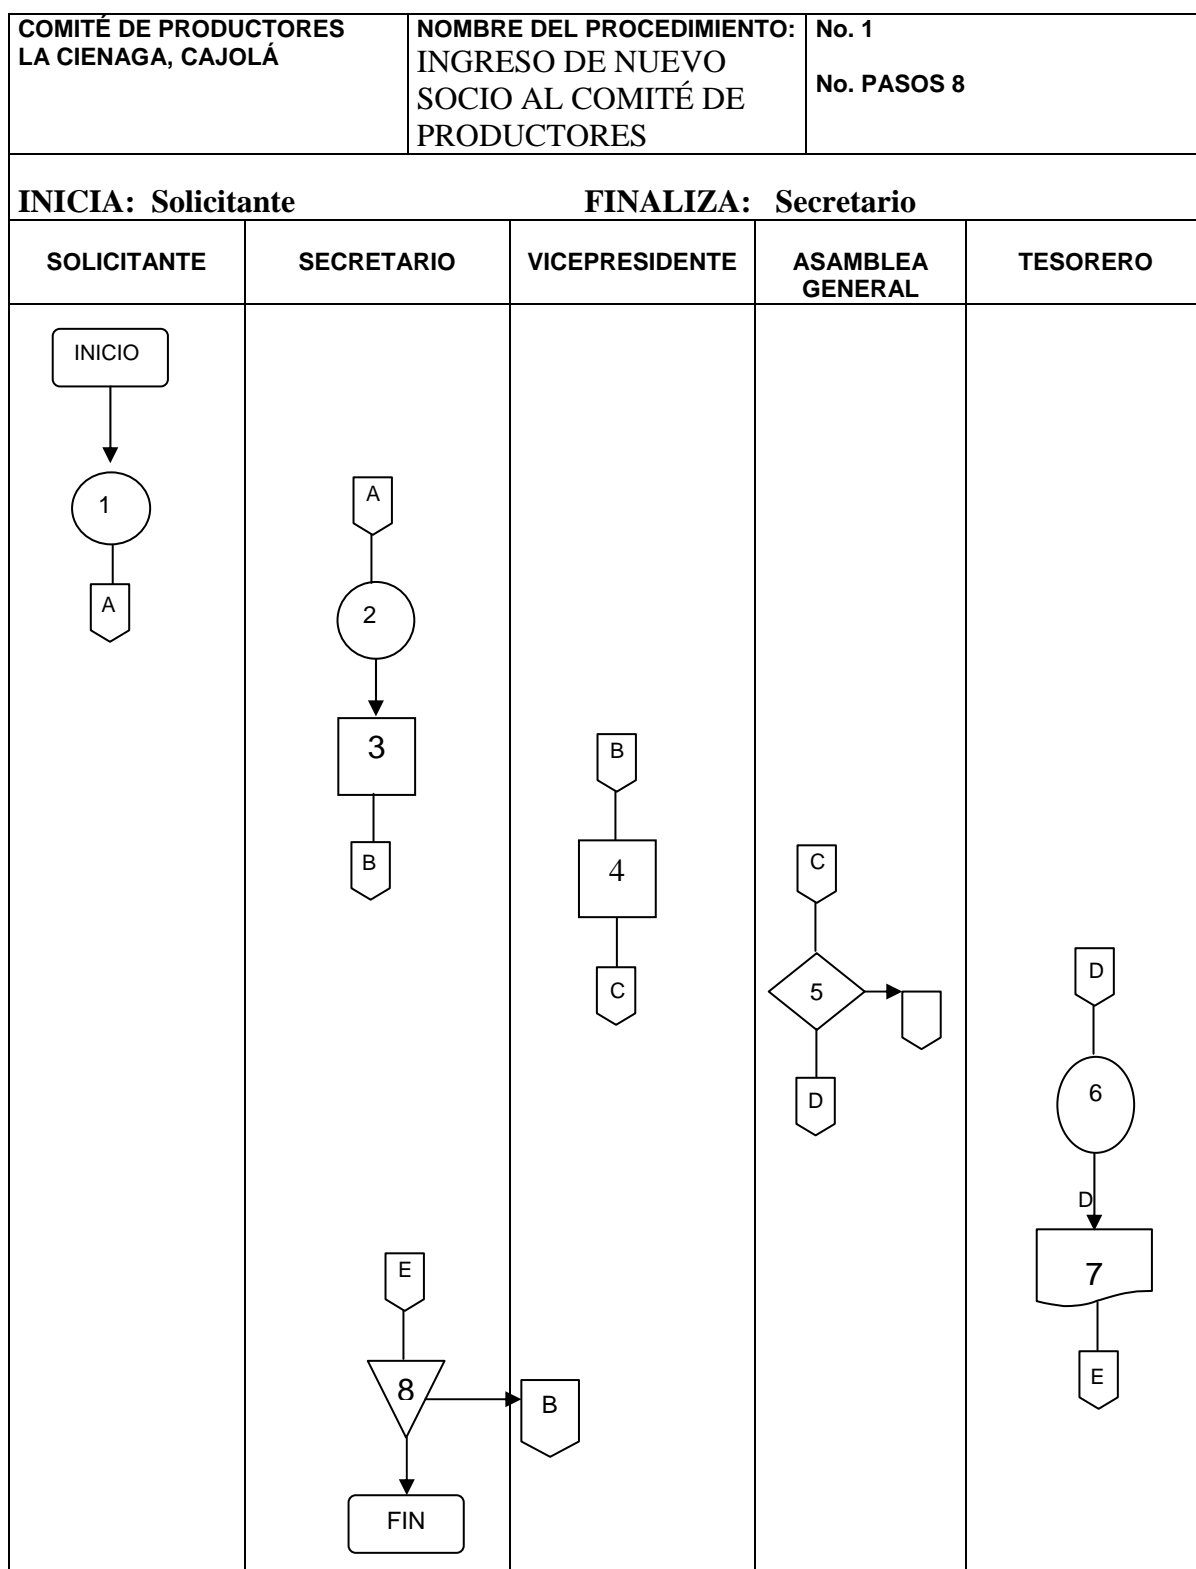 COMITÉ DE PRODUCTORES
LA CIENAGA, CAJOLÁ
NOMBRE DEL PROCEDIMIENTO:
INGRESO DE NUEVO
SOCIO AL COMITÉ DE
PRODUCTORES
No. 1
No. PASOS 8
INICIA: Solicitante
FINALIZA: Secretario
SOLICITANTE
SECRETARIO
VICEPRESIDENTE
ASAMBLEA
GENERAL
TESORERO
INICIO
1
A
A
2
3
B
B
4
C
C
5
D
D
6
D
7
E
E
8
B
FIN